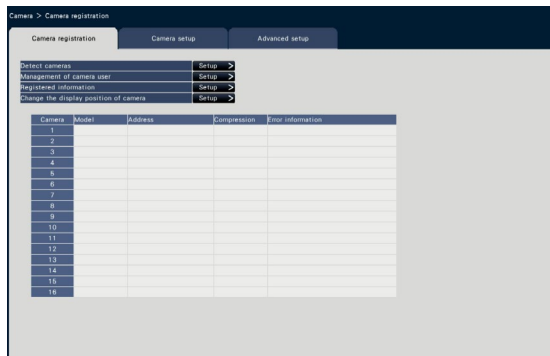 Camera > Camera registration
Camera registration Camera setup Advanced setup
Detect cameras Setup >
Management of camera user Setup >
Registered information Setup >
Change the display position of camera Setup >
Camera Model Address Compression Error information
1
2
3
4
5
6
7
8
9
10
11
12
13
14
15
16